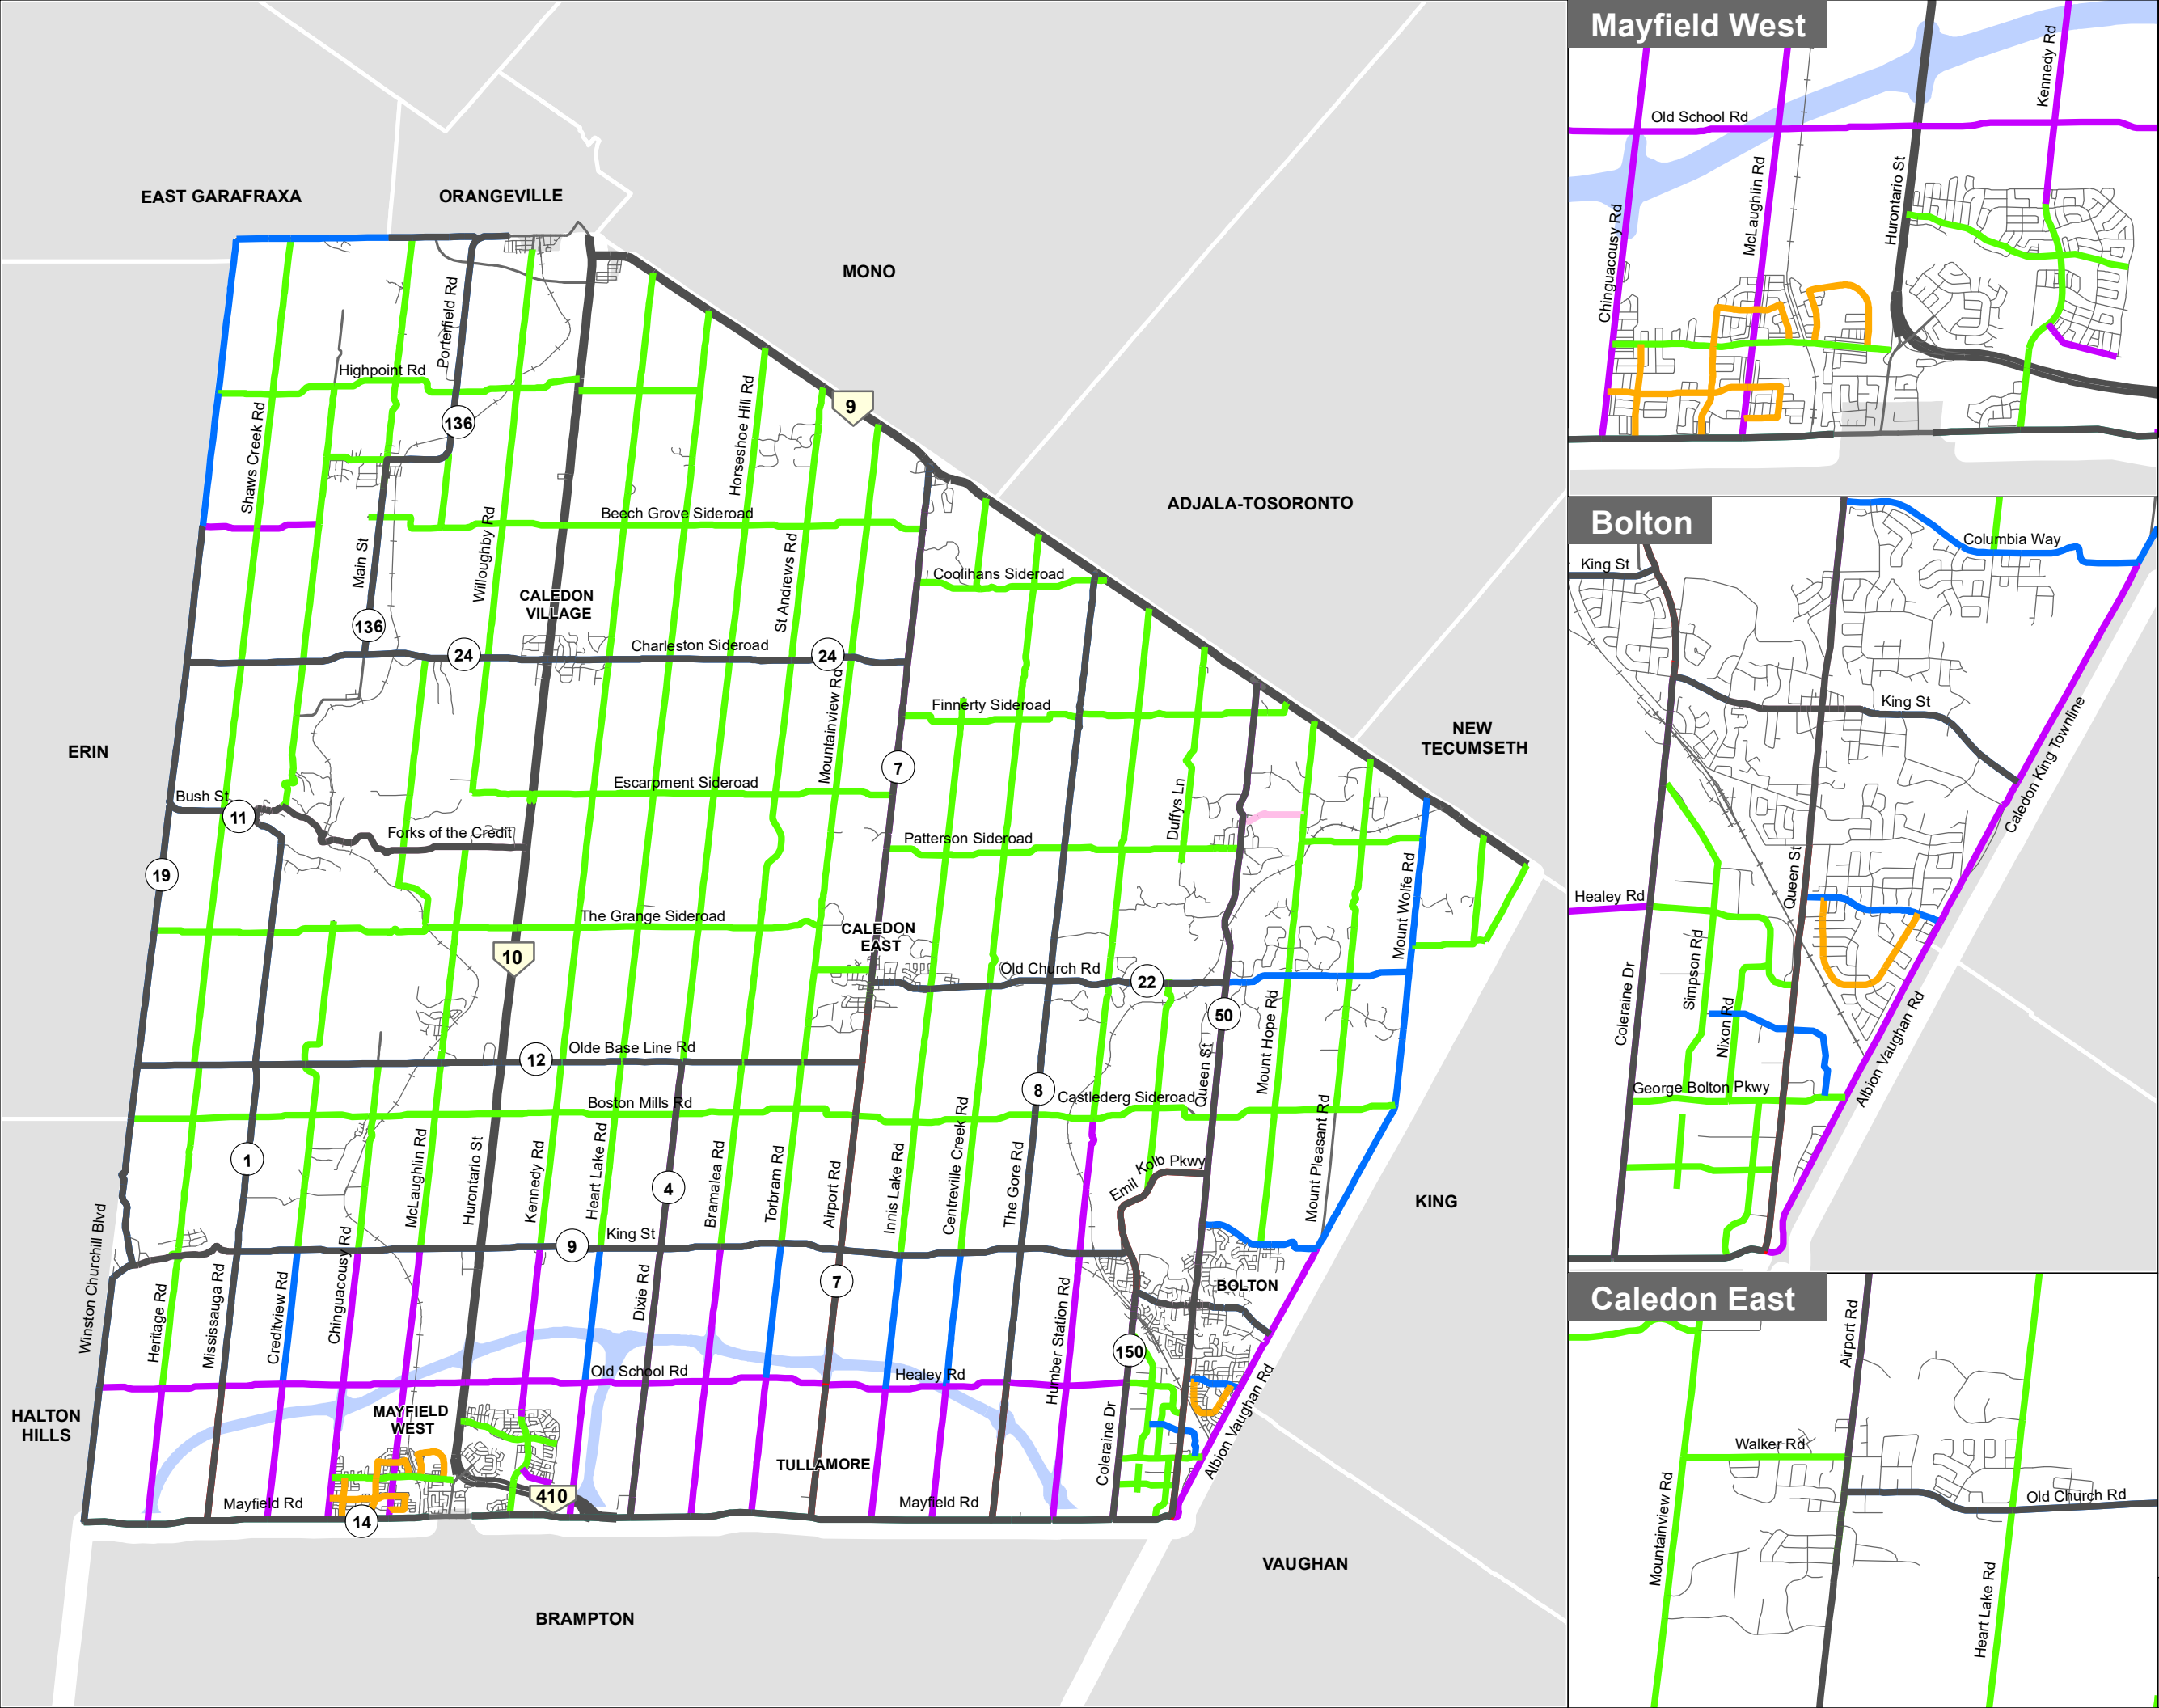 EAST GARAFRAXA
ORANGEVILLE
MONO
ADJALA-TOSORONTO
NEW
TECUMSETH
ERIN
KING
HALTON
HILLS
BRAMPTON
VAUGHAN
Porterfield Rd
Highpoint Rd
136
9
Shaws Creek Rd
Horseshoe Hill Rd
Beech Grove Sideroad
Main St
Willoughby Rd
St Andrews Rd
Coolihans Sideroad
CALEDON
VILLAGE
136
24
Charleston Sideroad
24
Mountainview Rd
Finnerty Sideroad
7
Escarpment Sideroad
Bush St
11
Forks of the Credit
Patterson Sideroad
Duffys Ln
Mount Wolfe Rd
19
The Grange Sideroad
CALEDON
EAST
10
Old Church Rd
22
50
Mount Hope Rd
Queen St
12
Olde Base Line Rd
8
Castlederg Sideroad
Boston Mills Rd
Mount Pleasant Rd
1
McLaughlin Rd
Hurontario St
Kennedy Rd
Heart Lake Rd
4
Bramalea Rd
Torbram Rd
Airport Rd
Innis Lake Rd
Centreville Creek Rd
The Gore Rd
Emil Kolb Pkwy
Winston Churchill Blvd
Heritage Rd
Mississauga Rd
Creditview Rd
Chinguacousy Rd
9
King St
7
Dixie Rd
Humber Station Rd
BOLTON
150
Old School Rd
Healey Rd
MAYFIELD
WEST
TULLAMORE
Coleraine Dr
Albion Vaughan Rd
410
Mayfield Rd
14
Mayfield Rd
Mayfield West
Kennedy Rd
Old School Rd
McLaughlin Rd
Hurontario St
Chinguacousy Rd
Bolton
King St
Columbia Way
King St
Caledon King Townline
Queen St
Healey Rd
Simpson Rd
Coleraine Dr
Nixon Rd
George Bolton Pkwy
Albion Vaughan Rd
Caledon East
Airport Rd
Walker Rd
Mountainview Rd
Old Church Rd
Heart Lake Rd